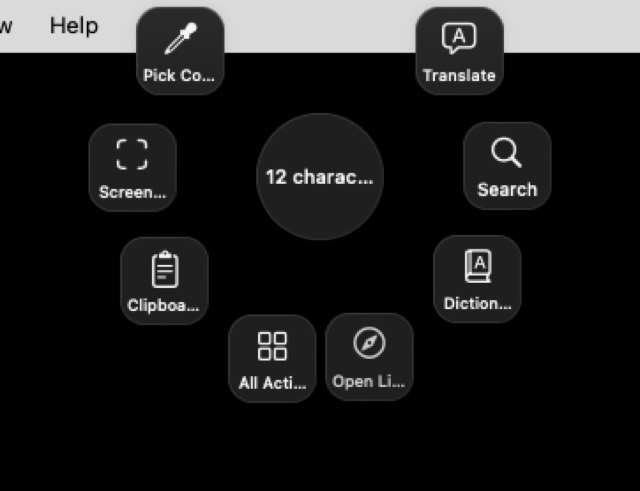 w Help
Pick Co...
A
Translate
Screen...
12 charac...
Search
Clipboa...
A
Diction...
All Acti...
Open Li...